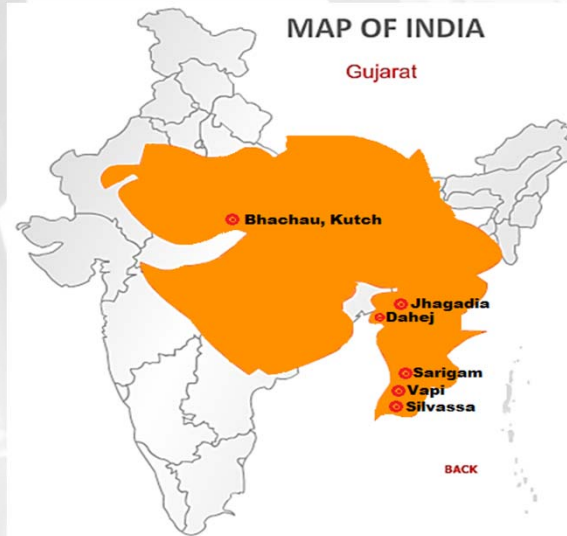 MAP OF INDIA
Gujarat
Bhachau, Kutch
Jhagadia
Dahej
Sarigam
Vapi
Silvassa
BACK